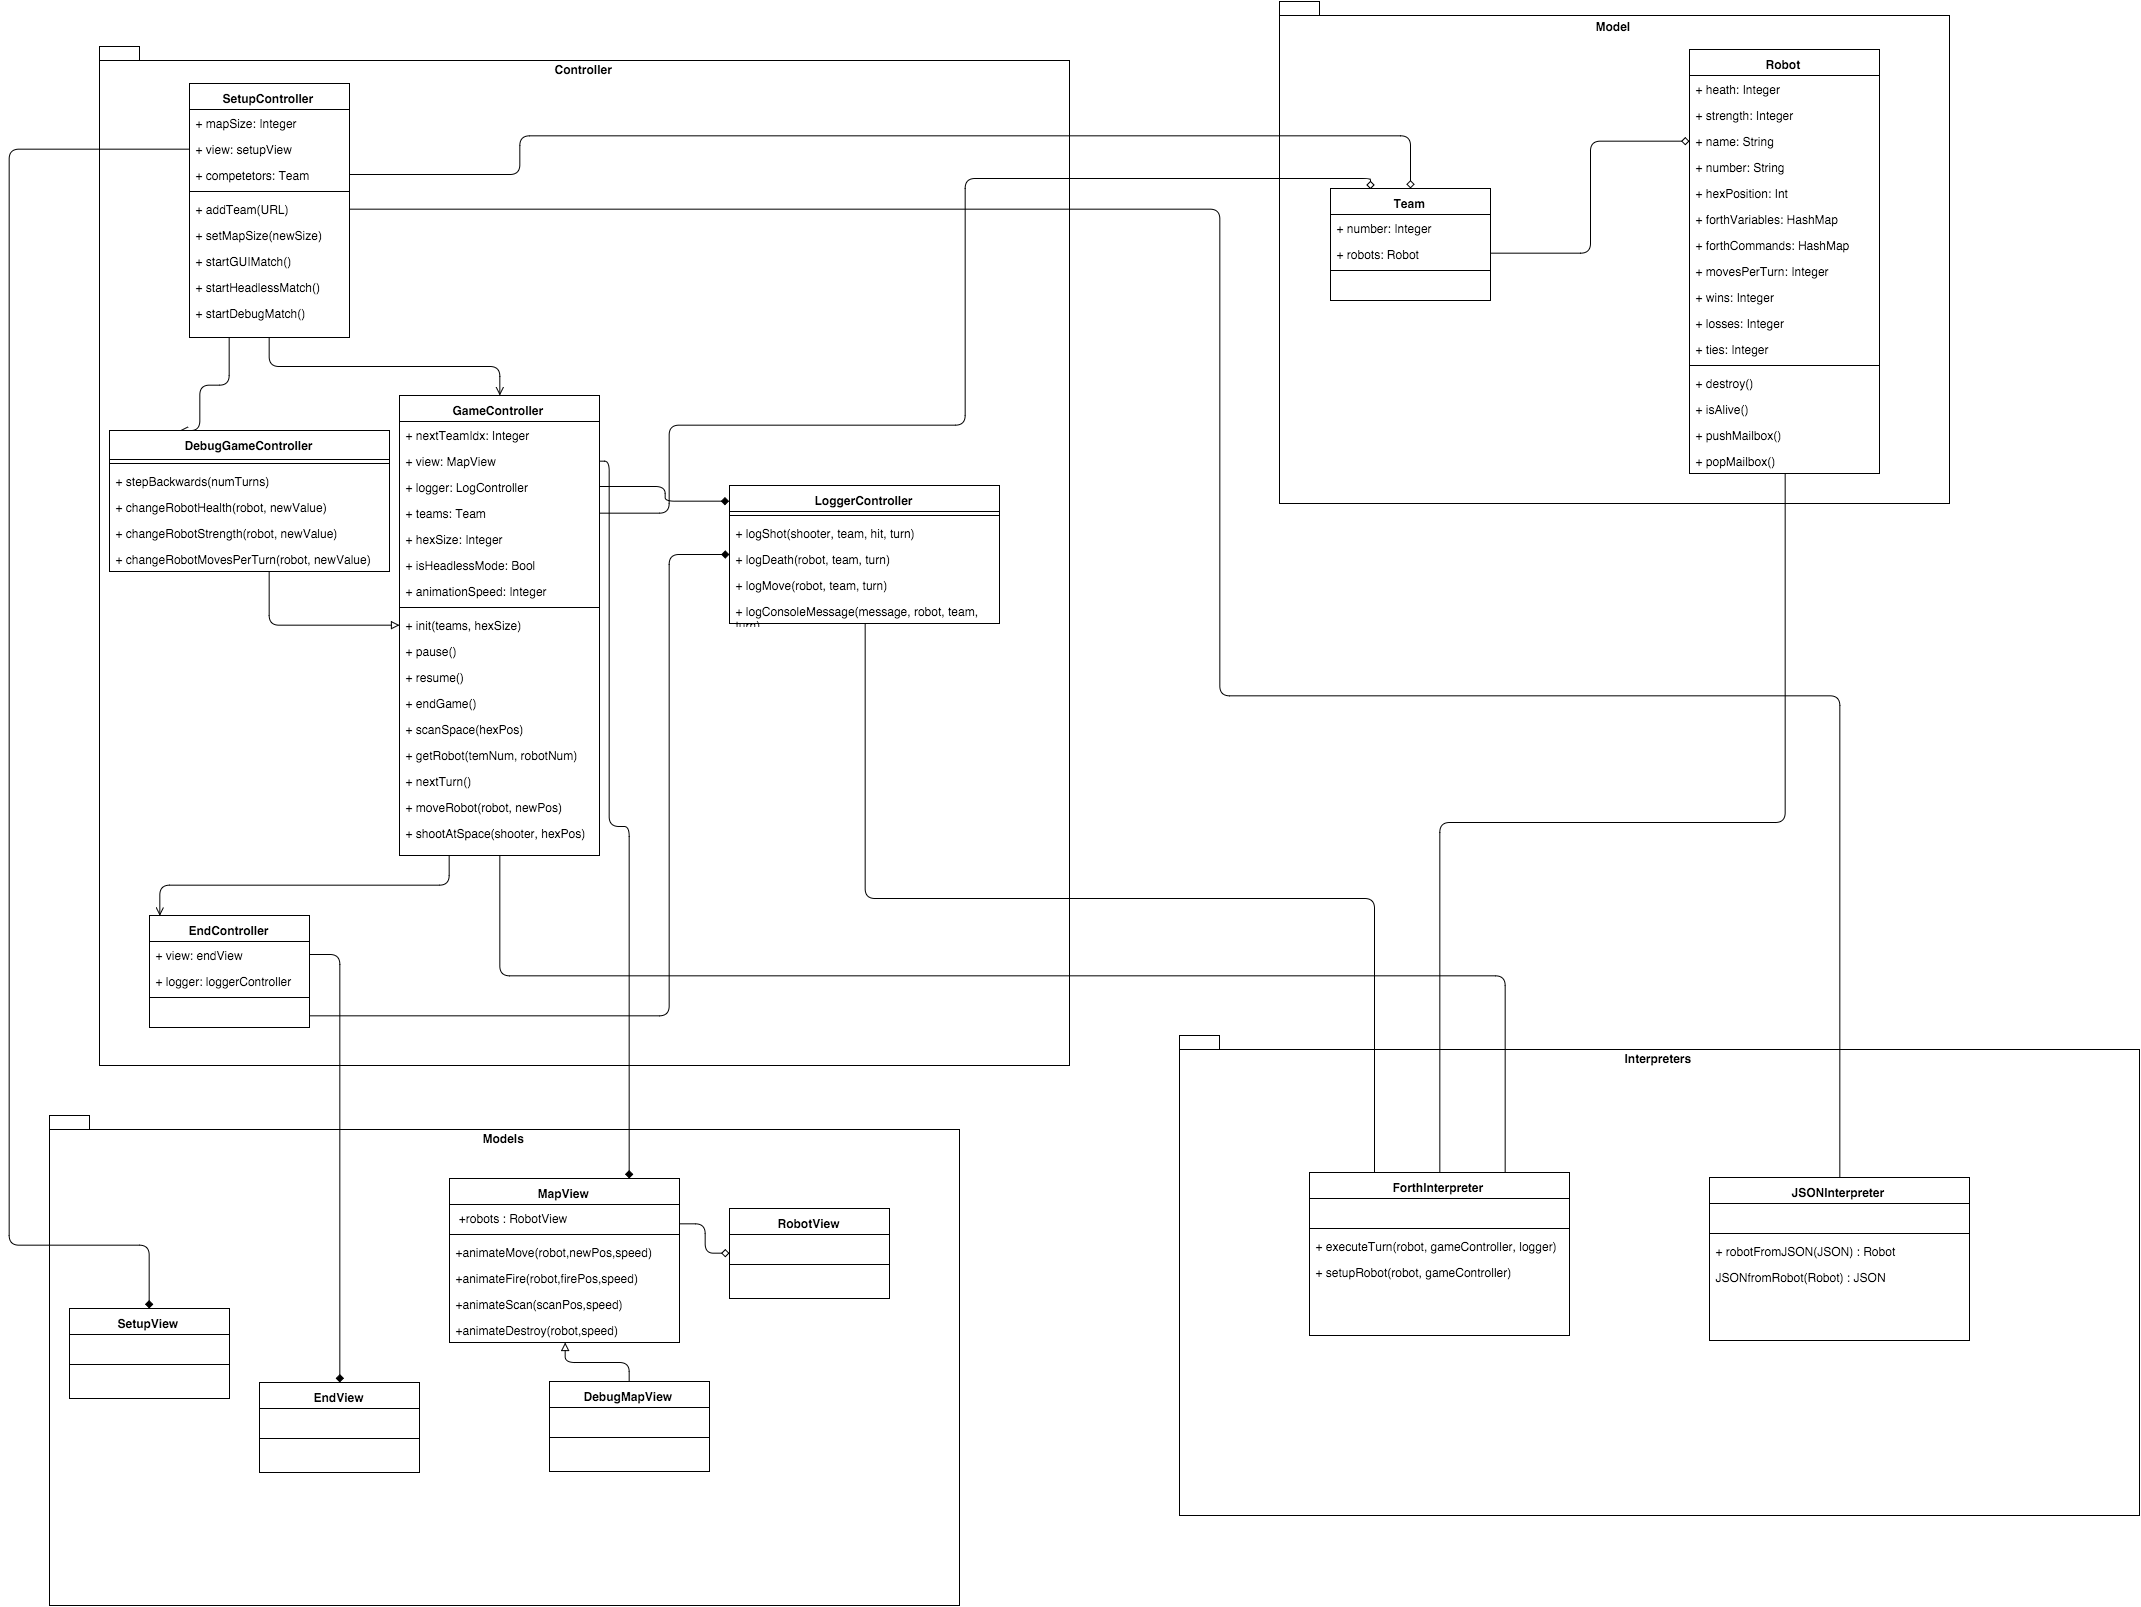 Controller
SetupController
+ mapSize: Integer
+ view: setupView
+ competetors: Team
+ addTeam(URL)
+ setMapSize(newSize)
+ startGUIMatch()
+ startHeadlessMatch()
+ startDebugMatch()
DebugGameController
+ stepBackwards(numTurns)
+ changeRobotHealth(robot, newValue)
+ changeRobotStrength(robot, newValue)
+ changeRobotMovesPerTurn(robot, newValue)
GameController
+ nextTeamIdx: Integer
+ view: MapView
+ logger: LogController
+ teams: Team
+ hexSize: Integer
+ isHeadlessMode: Bool
+ animationSpeed: Integer
+ init(teams, hexSize)
+ pause()
+ resume()
+ endGame()
+ scanSpace(hexPos)
+ getRobot(temNum, robotNum)
+ nextTurn()
+ moveRobot(robot, newPos)
+ shootAtSpace(shooter, hexPos)
LoggerController
+ logShot(shooter, team, hit, turn)
+ logDeath(robot, team, turn)
+ logMove(robot, team, turn)
+ logConsoleMessage(message, robot, team,
EndController
+ view: endView
+ logger: loggerController
Model
Team
+ number: Integer
+ robots: Robot
Robot
+ heath: Integer
+ strength: Integer
+ name: String
+ number: String
+ hexPosition: Int
+ forthVariables: HashMap
+ forthCommands: HashMap
+ movesPerTurn: Integer
+ wins: Integer
+ losses: Integer
+ ties: Integer
+ destroy()
+ isAlive()
+ pushMailbox()
+ popMailbox()
Models
SetupView
EndView
MapView
+robots : RobotView
+animateMove(robot,newPos,speed)
+animateFire(robot,firePos,speed)
+animateScan(scanPos,speed)
+animateDestroy(robot,speed)
RobotView
DebugMapView
Interpreters
ForthInterpreter
+ executeTurn(robot, gameController, logger)
+ setupRobot(robot, gameController)
JSONInterpreter
+ robotFromJSON(JSON) : Robot
JSONfromRobot(Robot) : JSON